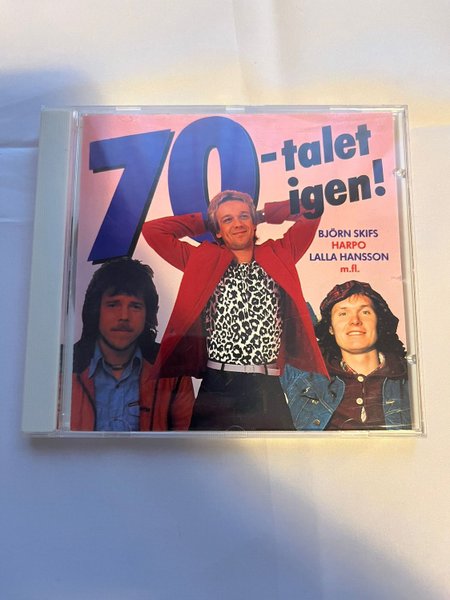 70-talet
igen!
BJÖRN SKIFS
HARPO
LALLA HANSSON
m.fl.